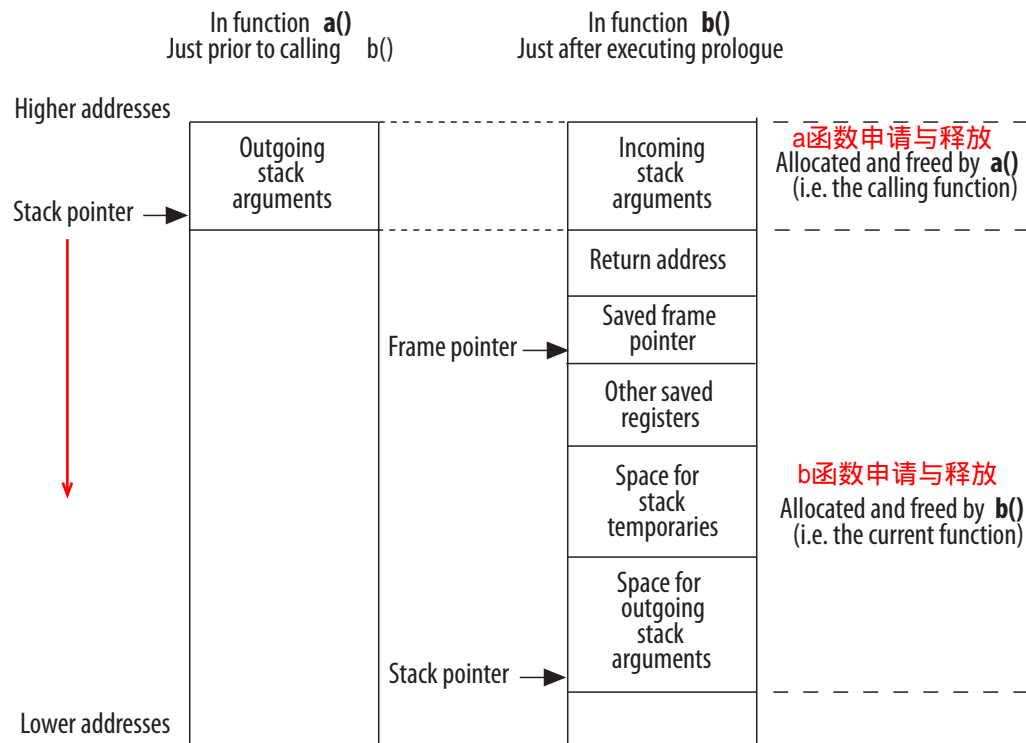 In function a()
Just prior to calling b()
In function b()
Just after executing prologue
Higher addresses
Outgoing
stack
arguments
Incoming
stack
arguments
a函数申请与释放
Allocated and freed by a()
(i.e. the calling function)
Stack pointer
Return address
Saved frame
pointer
Frame pointer
Other saved
registers
Space for
stack
temporaries
b函数申请与释放
Allocated and freed by b()
(i.e. the current function)
Space for
outgoing
stack
arguments
Stack pointer
Lower addresses